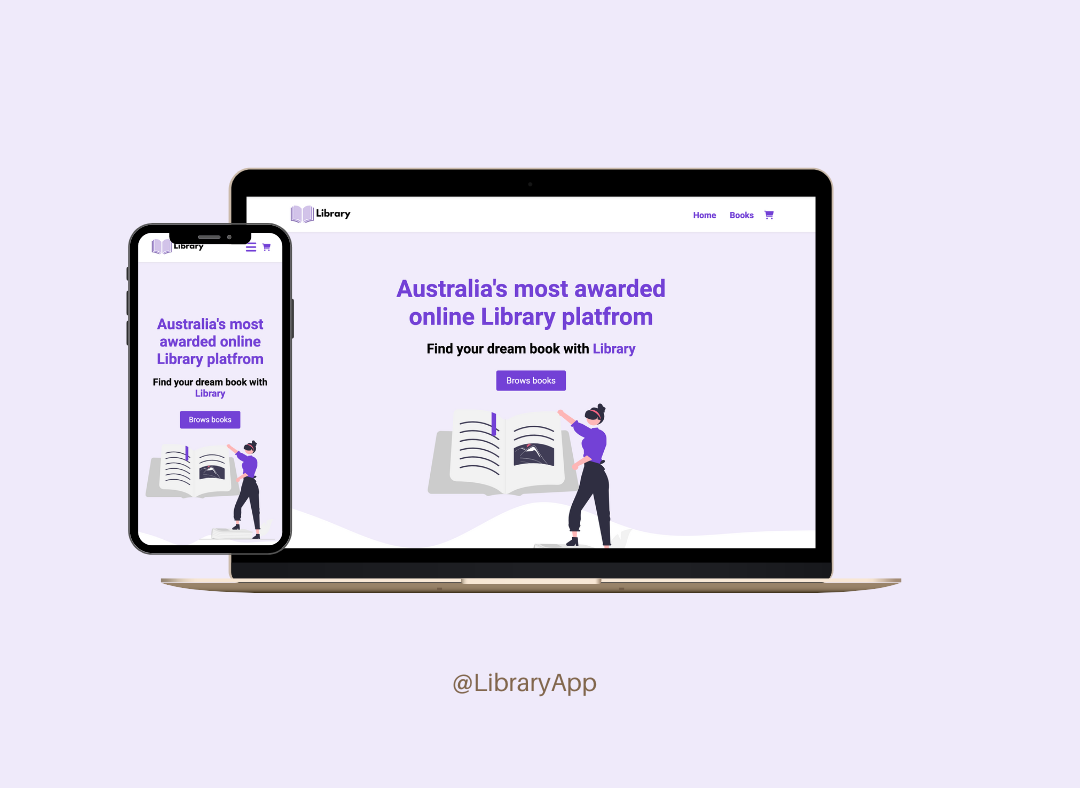 Library
Home Books
Australia's most awarded
online Library platfrom
Find your dream book with Library
Brows books
Library
Australia's most
awarded online
Library platfrom
Find your dream book with
Library
Brows books
@LibraryApp